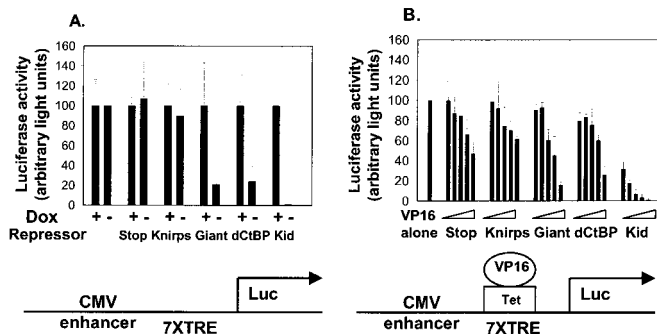 A.
Luciferase activity
(arbitrary light units)
160
140
120
100
80
60
40
20
0
Dox + - + - + - + - + - + -
Repressor Stop Knirps Giant dCtBP Kid
CMV
enhancer
7XTRE
Luc
B.
Luciferase activity
(arbitrary light units)
160
140
120
100
80
60
40
20
0
VP16
alone
Stop Knirps Giant dCtBP Kid
VP16
Tet
CMV
enhancer
7XTRE
Luc